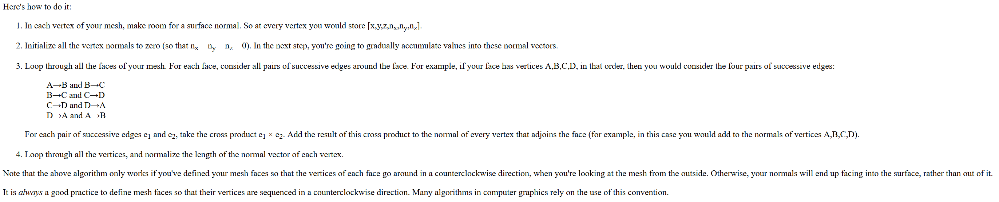 Here's how to do it:
1. In each vertex of your mesh, make room for a surface normal. So at every vertex you would store [x,y,z,nx,ny,nz].
2. Initialize all the vertex normals to zero (so that nx = ny = nz = 0). In the next step, you're going to gradually accumulate values into these normal vectors.
3. Loop through all the faces of your mesh. For each face, consider all pairs of successive edges around the face. For example, if your face has vertices A,B,C,D, in that order, then you would consider the four pairs of successive edges:
A→B and B→C
B→C and C→D
C→D and D→A
D→A and A→B
For each pair of successive edges e1 and e2, take the cross product e1 × e2. Add the result of this cross product to the normal of every vertex that adjoins the face (for example, in this case you would add to the normals of vertices A,B,C,D).
4. Loop through all the vertices, and normalize the length of the normal vector of each vertex.
Note that the above algorithm only works if you've defined your mesh faces so that the vertices of each face go around in a counterclockwise direction, when you're looking at the mesh from the outside. Otherwise, your normals will end up facing into the surface, rather than out of it.
It is always a good practice to define mesh faces so that their vertices are sequenced in a counterclockwise direction. Many algorithms in computer graphics rely on the use of this convention.